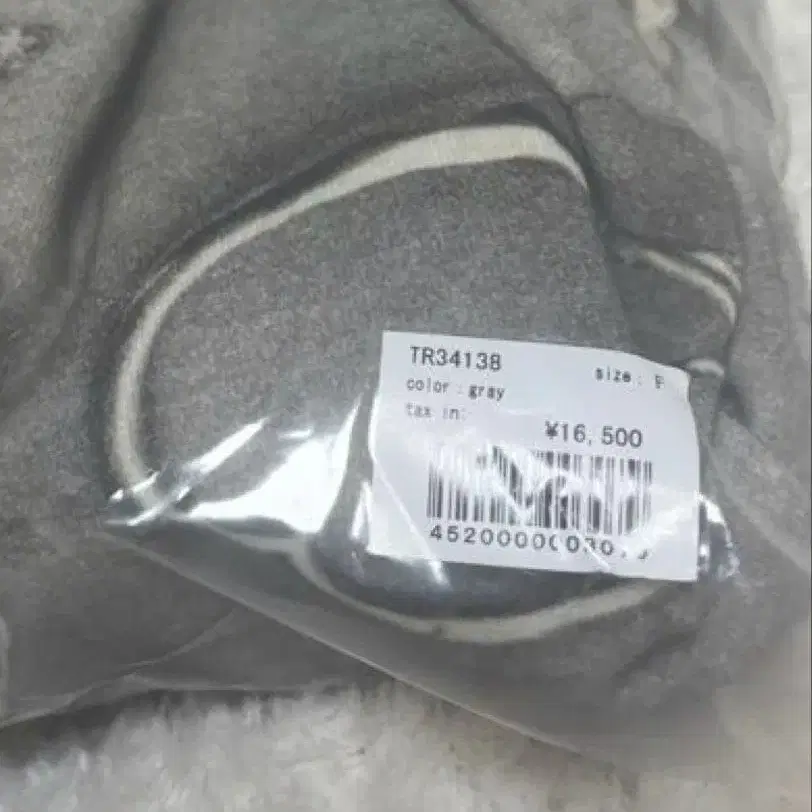 TR34138
size : F
color : gray
tax in:
¥16,500